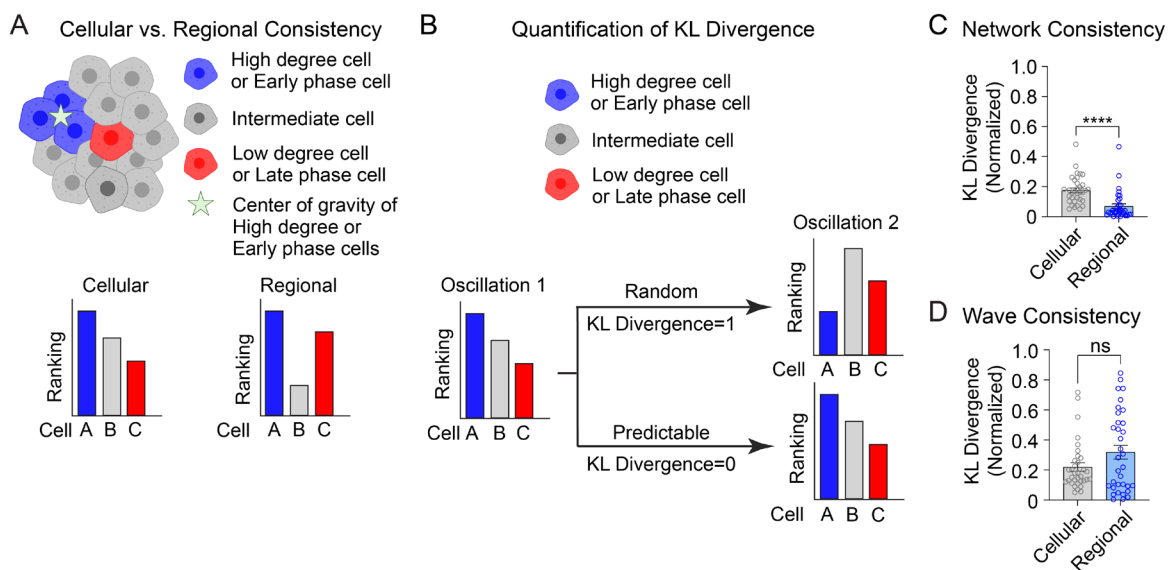 A Cellular vs. Regional Consistency
High degree cell
or Early phase cell
Intermediate cell
Low degree cell
or Late phase cell
Center of gravity of
High degree or
Early phase cells
Cellular
Ranking
Cell A B C
Regional
Ranking
Cell A B C
B Quantification of KL Divergence
High degree cell
or Early phase cell
Intermediate cell
Low degree cell
or Late phase cell
Oscillation 1
Ranking
Cell A B C
Random
KL Divergence=1
Predictable
KL Divergence=0
Oscillation 2
Ranking
Cell A B C
Ranking
Cell A B C
C Network Consistency
KL Divergence
(Normalized)
1.0
0.8
0.6
0.4
0.2
0
****
Cellular
Regional
D Wave Consistency
KL Divergence
(Normalized)
1.0
0.8
0.6
0.4
0.2
0
ns
Cellular
Regional